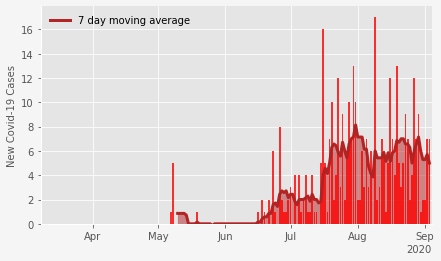 7 day moving average
New Covid-19 Cases
16
14
12
10
8
6
4
2
0
Apr
May
Jun
Jul
Aug
Sep
2020